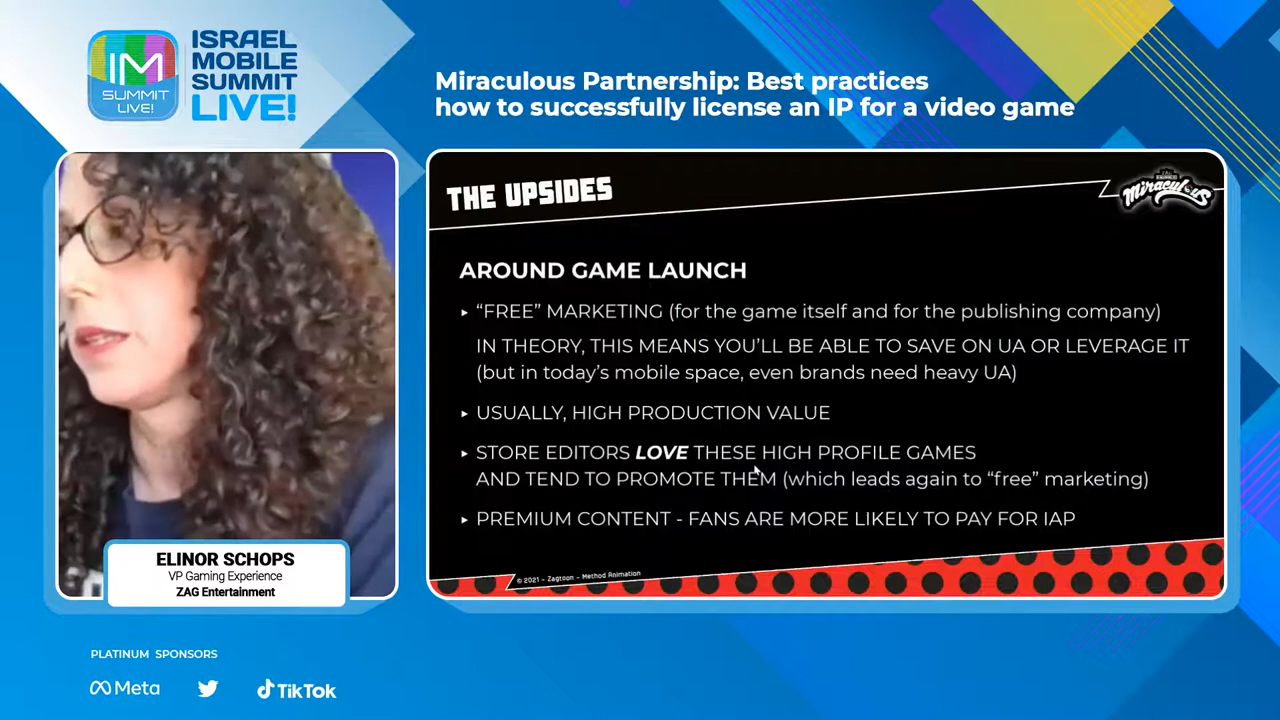 IM
SUMMIT
LIVE!
ISRAEL
MOBILE
SUMMIT
LIVE!
Miraculous Partnership: Best practices
how to successfully license an IP for a video game
THE UPSIDES
Miraculous
AROUND GAME LAUNCH
▸ “FREE” MARKETING (for the game itself and for the publishing company)
IN THEORY, THIS MEANS YOU’LL BE ABLE TO SAVE ON UA OR LEVERAGE IT
(but in today’s mobile space, even brands need heavy UA)
▸ USUALLY, HIGH PRODUCTION VALUE
▸ STORE EDITORS LOVE THESE HIGH PROFILE GAMES
AND TEND TO PROMOTE THEM (which leads again to “free” marketing)
▸ PREMIUM CONTENT - FANS ARE MORE LIKELY TO PAY FOR IAP
© 2021 - Zagtoon - Method Animation
ELINOR SCHOPS
VP Gaming Experience
ZAG Entertainment
PLATINUM SPONSORS
Meta
TikTok